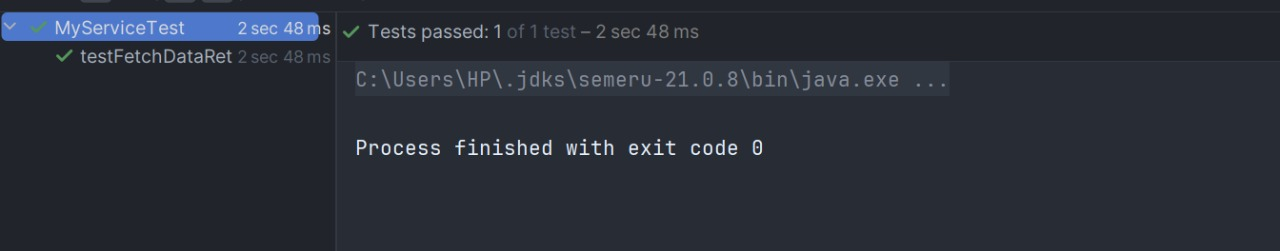 MyServiceTest 2 sec 48 ms
testFetchDataRet 2 sec 48 ms
Tests passed: 1 of 1 test – 2 sec 48 ms
C:\Users\HP\.jdks\semeru-21.0.8\bin\java.exe ...
Process finished with exit code 0